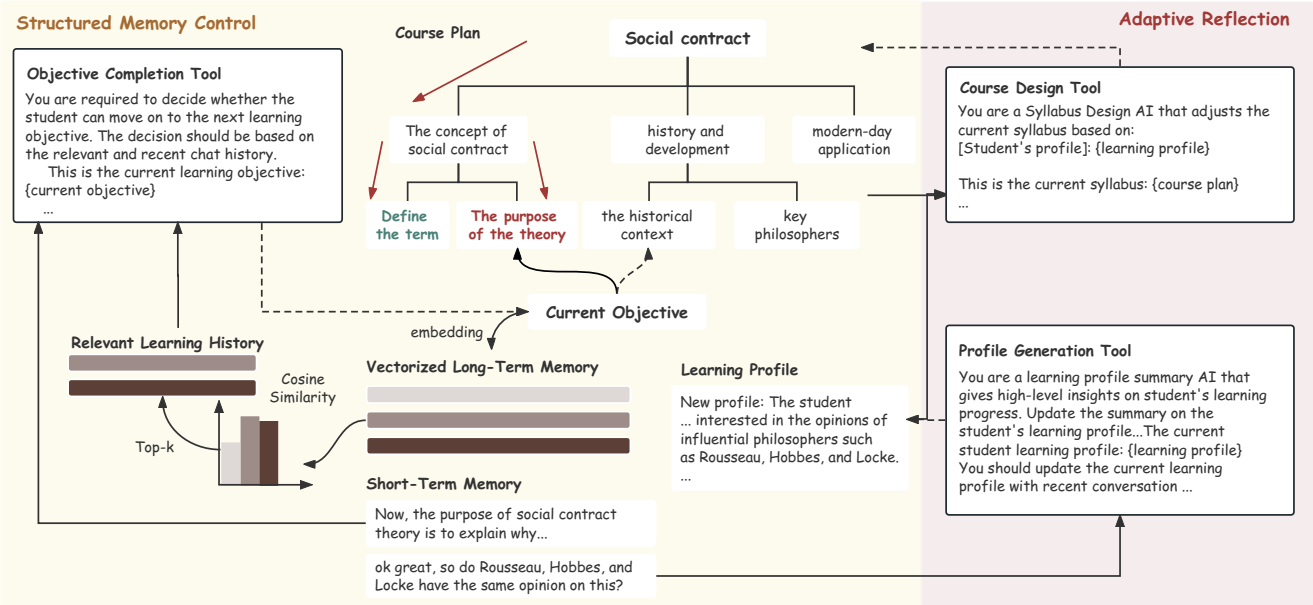 Structured Memory Control
Adaptive Reflection
Objective Completion Tool
You are required to decide whether the
student can move on to the next learning
objective. The decision should be based on
the relevant and recent chat history.
This is the current learning objective:
{current objective}
...
Course Plan
Social contract
The concept of
social contract
history and
development
modern-day
application
Define
the term
The purpose
of the theory
the historical
context
key
philosophers
Current Objective
embedding
Course Design Tool
You are a Syllabus Design AI that adjusts the
current syllabus based on:
[Student's profile]: {learning profile}
This is the current syllabus: {course plan}
...
Relevant Learning History
Cosine
Similarity
Top-k
Vectorized Long-Term Memory
Short-Term Memory
Now, the purpose of social contract
theory is to explain why...
ok great, so do Rousseau, Hobbes, and
Locke have the same opinion on this?
Learning Profile
New profile: The student
... interested in the opinions of
influential philosophers such
as Rousseau, Hobbes, and Locke.
...
Profile Generation Tool
You are a learning profile summary AI that
gives high-level insights on student's learning
progress. Update the summary on the
student's learning profile...The current
student learning profile: {learning profile}
You should update the current learning
profile with recent conversation ...